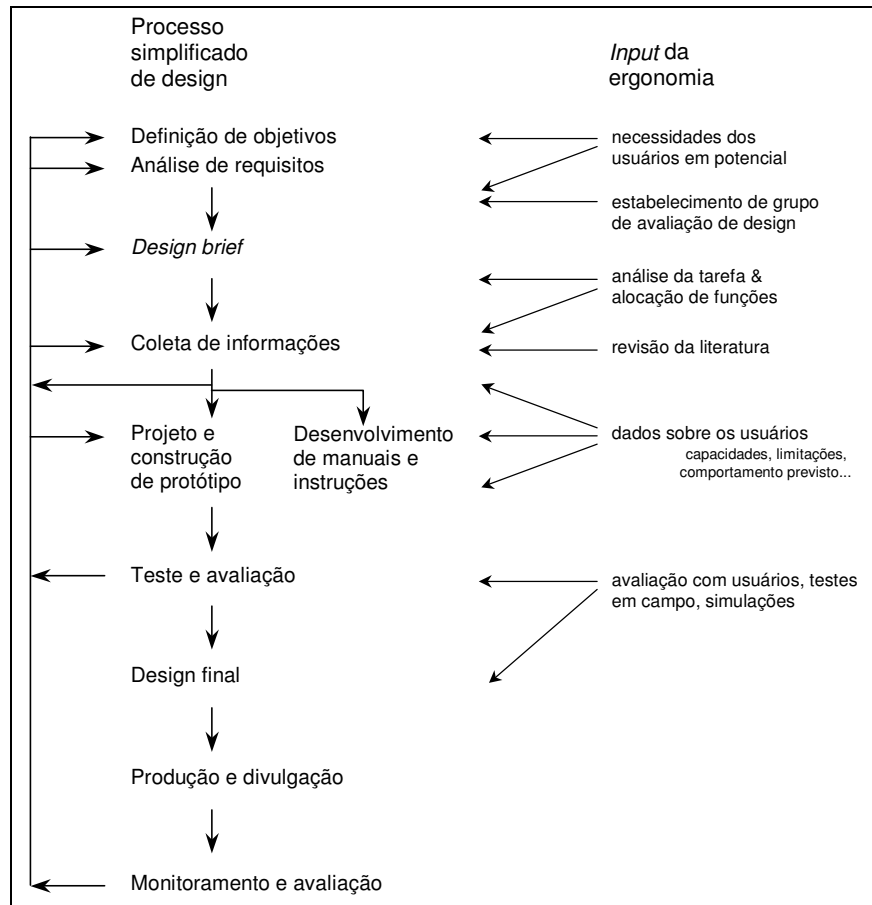 Processo
simplificado
de design
Input da
ergonomia
Definição de objetivos
Análise de requisitos
necessidades dos
usuários em potencial
estabelecimento de grupo
de avaliação de design
Design brief
análise da tarefa &
alocação de funções
Coleta de informações
revisão da literatura
Projeto e
construção
de protótipo
Desenvolvimento
de manuais e
instruções
dados sobre os usuários
capacidades, limitações,
comportamento previsto...
Teste e avaliação
avaliação com usuários, testes
em campo, simulações
Design final
Produção e divulgação
Monitoramento e avaliação